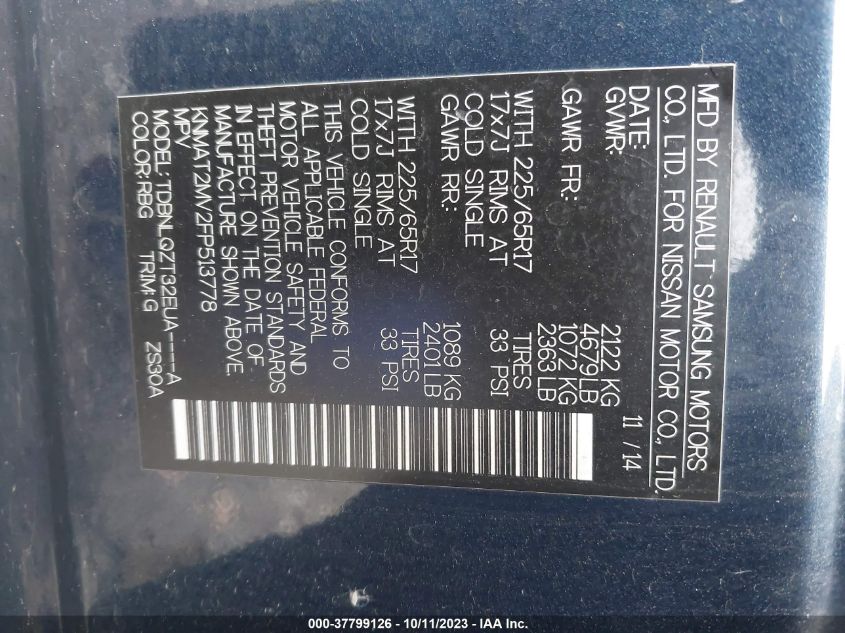 MFD BY RENAULT SAMSUNG MOTORS
CO., LTD. FOR NISSAN MOTOR CO., LTD.
DATE: 11 / 14
GVWR: 2122 KG
4679LB
GAWR FR: 1072 KG
2363 LB
WITH 225/65R17 TIRES
17x7J RIMS AT 33 PSI
COLD SINGLE
GAWR RR: 1089 KG
2401 LB
WITH 225/65R17 TIRES
17x7J RIMS AT 33 PSI
COLD SINGLE
THIS VEHICLE CONFORMS TO
ALL APPLICABLE FEDERAL
MOTOR VEHICLE SAFETY AND
THEFT PREVENTION STANDARDS
IN EFFECT ON THE DATE OF
MANUFACTURE SHOWN ABOVE.
KNMAT2MV2FP513778
MPV
MODEL: TDBNLQZT32EUA----A
COLOR:RBG TRIM:G ZS30A
000-37799126 - 10/11/2023 - IAA Inc.